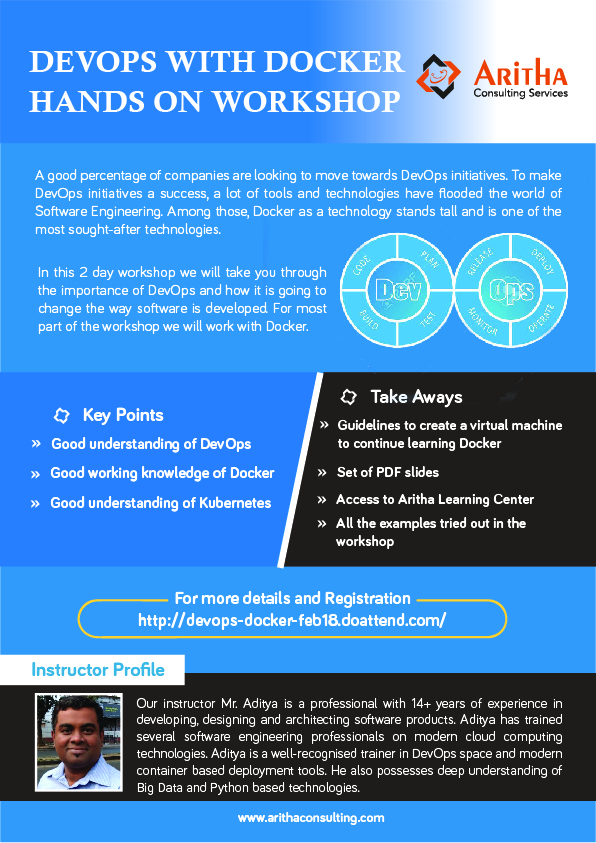 DEVOPS WITH DOCKER
HANDS ON WORKSHOP
ARITHA
Consulting Services
A good percentage of companies are looking to move towards DevOps initiatives. To make
DevOps initiatives a success, a lot of tools and technologies have flooded the world of
Software Engineering. Among those, Docker as a technology stands tall and is one of the
most sought-after technologies.
In this 2 day workshop we will take you through
the importance of DevOps and how it is going to
change the way software is developed. For most
part of the workshop we will work with Docker.
CODE
PLAN
BUILD
TEST
Dev
RELEASE
DEPLOY
MONITOR
OPERATE
Ops
Key Points
» Good understanding of DevOps
» Good working knowledge of Docker
» Good understanding of Kubernetes
Take Aways
» Guidelines to create a virtual machine
to continue learning Docker
» Set of PDF slides
» Access to Aritha Learning Center
» All the examples tried out in the
workshop
For more details and Registration
http://devops-docker-feb18.doattend.com/
Instructor Profile
Our instructor Mr. Aditya is a professional with 14+ years of experience in
developing, designing and architecting software products. Aditya has trained
several software engineering professionals on modern cloud computing
technologies. Aditya is a well-recognised trainer in DevOps space and modern
container based deployment tools. He also possesses deep understanding of
Big Data and Python based technologies.
www.arithaconsulting.com